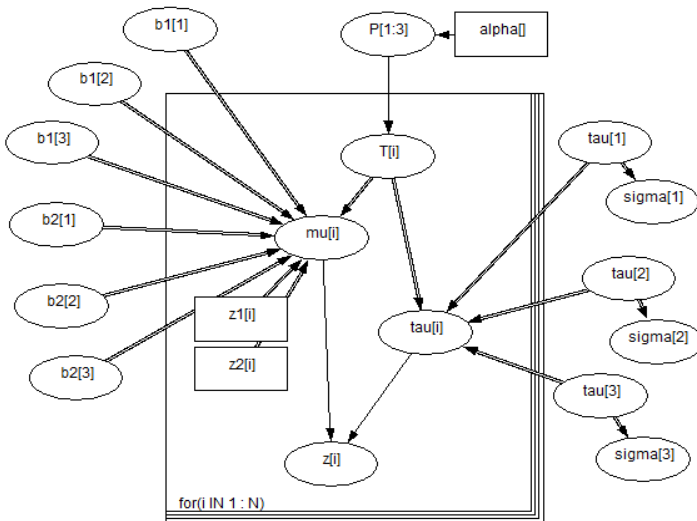 b1[1]
P[1:3]
alpha[]
b1[2]
b1[3]
T[i]
tau[1]
sigma[1]
b2[1]
mu[i]
b2[2]
z1[i]
tau[i]
tau[2]
sigma[2]
b2[3]
z2[i]
tau[3]
z[i]
sigma[3]
for(i IN 1 : N)